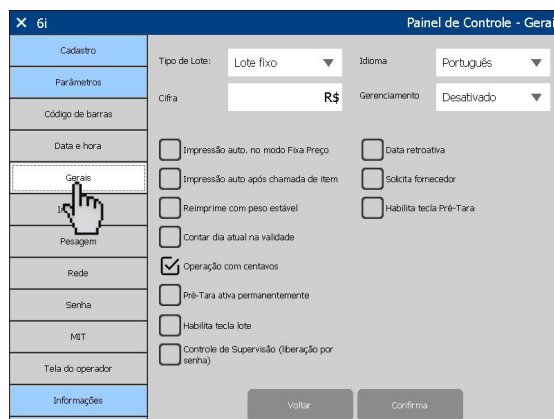 6i
Painel de Controle - Gerai
Cadastro
Parâmetros
Código de barras
Data e hora
Gerais
Pesagem
Rede
Senha
MIT
Tela do operador
Informações
Tipo de Lote: Lote fixo
Idioma Português
Cifra R$
Gerenciamento Desativado
Impressão auto. no modo Fixa Preço
Impressão auto após chamada de item
Reimprime com peso estável
Contar dia atual na validade
Operação com centavos
Pré-Tara ativa permanentemente
Habilita tecla lote
Controle de Supervisão (liberação por
senha)
Data retroativa
Solicita fornecedor
Habilita tecla Pré-Tara
Voltar
Confirma